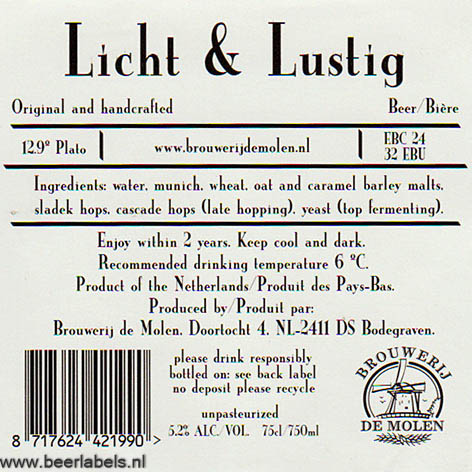 Licht & Lustig
Original and handcrafted Beer/Bière
12.9º Plato www.brouwerijdemolen.nl EBC 24
32 EBU
Ingredients: water, munich, wheat, oat and caramel barley malts,
sladek hops, cascade hops (late hopping), yeast (top fermenting).
Enjoy within 2 years. Keep cool and dark.
Recommended drinking temperature 6 ºC.
Product of the Netherlands/Produit des Pays-Bas.
Produced by/Produit par:
Brouwerij de Molen, Doortocht 4, NL-2411 DS Bodegraven.
please drink responsibly
bottled on: see back label
no deposit please recycle
unpasteurized
5.2% ALC/VOL. 75cl/750ml
8 717624 421990 >
BROUWERIJ
DE MOLEN
www.beerlabels.nl